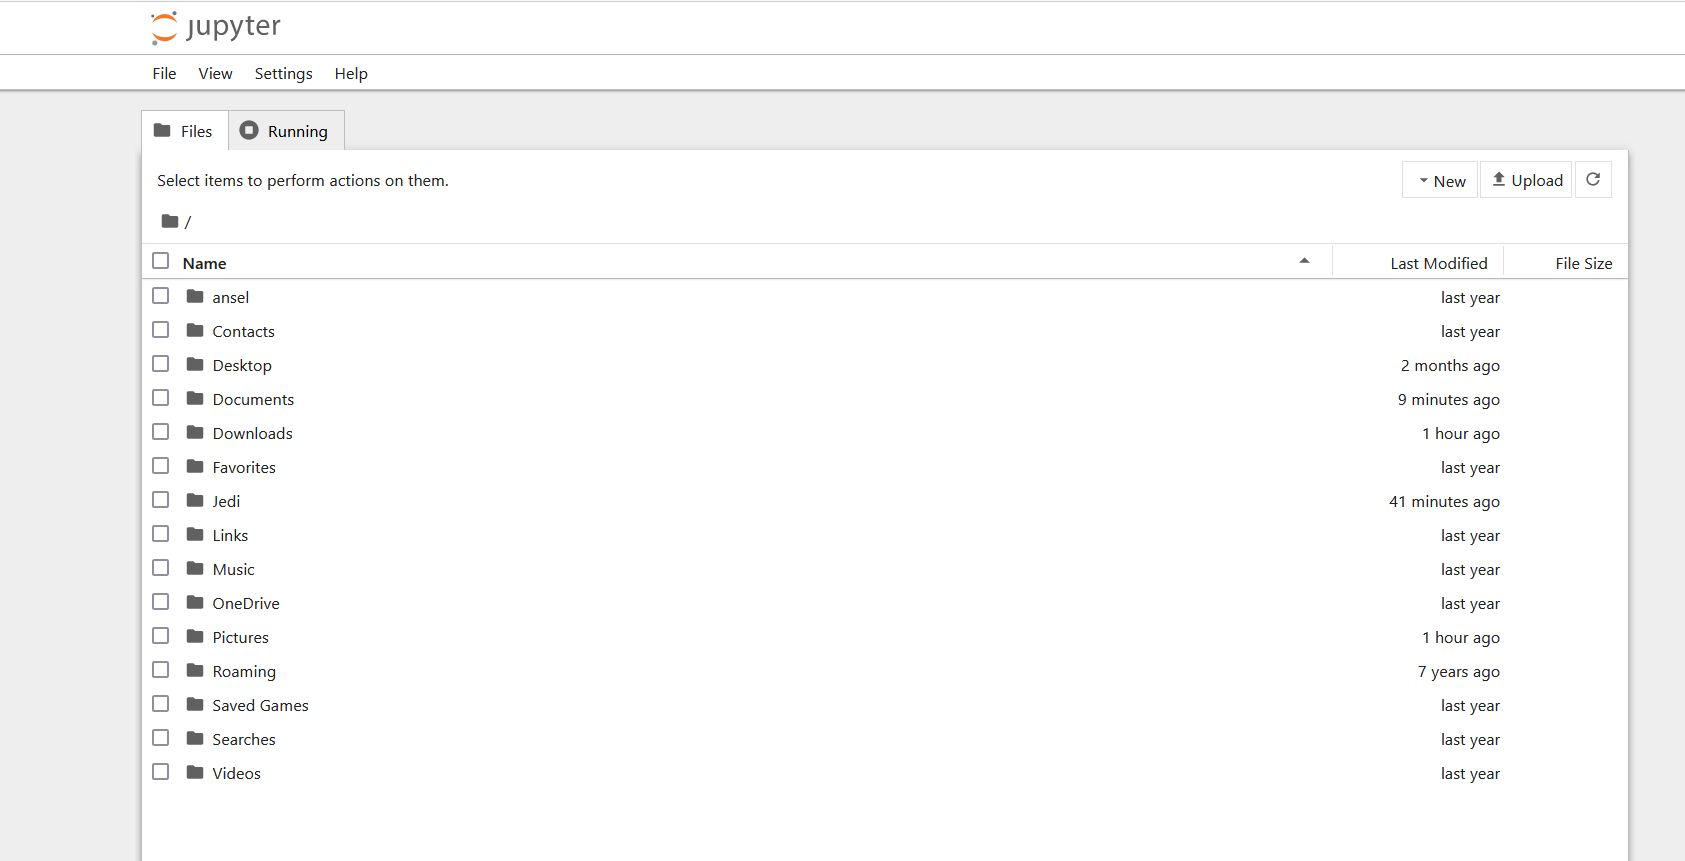 jupyter
File View Settings Help
Files Running
Select items to perform actions on them.
New Upload
/
Name Last Modified File Size
ansel last year
Contacts last year
Desktop 2 months ago
Documents 9 minutes ago
Downloads 1 hour ago
Favorites last year
Jedi 41 minutes ago
Links last year
Music last year
OneDrive last year
Pictures 1 hour ago
Roaming 7 years ago
Saved Games last year
Searches last year
Videos last year